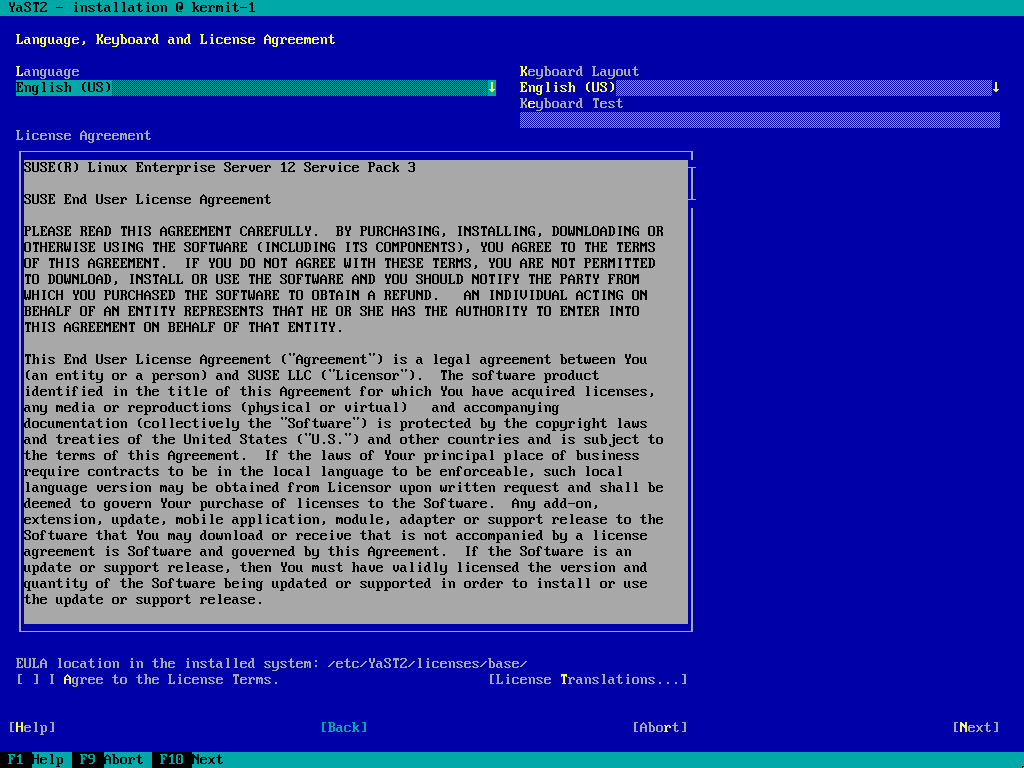 YaST2 - installation @ kermit-1
Language, Keyboard and License Agreement
Language
English (US)
Keyboard Layout
English (US)
Keyboard Test
License Agreement
SUSE(R) Linux Enterprise Server 12 Service Pack 3
SUSE End User License Agreement
PLEASE READ THIS AGREEMENT CAREFULLY.  BY PURCHASING, INSTALLING, DOWNLOADING OR
OTHERWISE USING THE SOFTWARE (INCLUDING ITS COMPONENTS), YOU AGREE TO THE TERMS
OF THIS AGREEMENT.  IF YOU DO NOT AGREE WITH THESE TERMS, YOU ARE NOT PERMITTED
TO DOWNLOAD, INSTALL OR USE THE SOFTWARE AND YOU SHOULD NOTIFY THE PARTY FROM
WHICH YOU PURCHASED THE SOFTWARE TO OBTAIN A REFUND.   AN INDIVIDUAL ACTING ON
BEHALF OF AN ENTITY REPRESENTS THAT HE OR SHE HAS THE AUTHORITY TO ENTER INTO
THIS AGREEMENT ON BEHALF OF THAT ENTITY.
This End User License Agreement ("Agreement") is a legal agreement between You
(an entity or a person) and SUSE LLC ("Licensor").  The software product
identified in the title of this Agreement for which You have acquired licenses,
any media or reproductions (physical or virtual)   and accompanying
documentation (collectively the "Software") is protected by the copyright laws
and treaties of the United States ("U.S.") and other countries and is subject to
the terms of this Agreement.  If the laws of Your principal place of business
require contracts to be in the local language to be enforceable, such local
language version may be obtained from Licensor upon written request and shall be
deemed to govern Your purchase of licenses to the Software.  Any add-on,
extension, update, mobile application, module, adapter or support release to the
Software that You may download or receive that is not accompanied by a license
agreement is Software and governed by this Agreement.  If the Software is an
update or support release, then You must have validly licensed the version and
quantity of the Software being updated or supported in order to install or use
the update or support release.
EULA location in the installed system: /etc/YaST2/licenses/base/
[ ] I Agree to the License Terms.
[License Translations...]
[Help]
[Back]
[Abort]
[Next]
F1 Help F9 Abort F10 Next